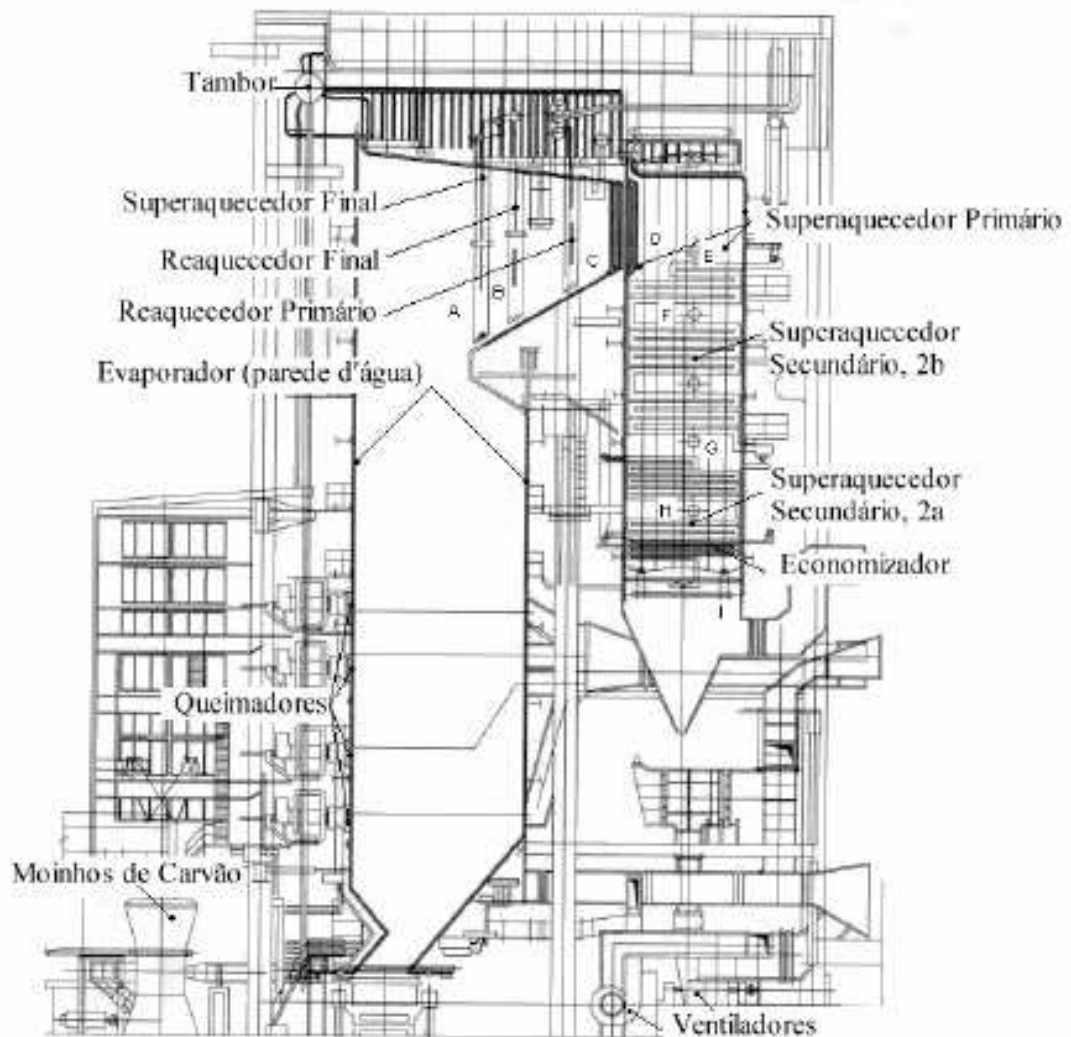 Tambor
Superaquecedor Final
Reaquecedor Final
Reaquecedor Primário
Evaporador (parede d'água)
Superaquecedor Primário
A
B
C
D
E
F
Superaquecedor
Secundário, 2b
G
H
Superaquecedor
Secundário, 2a
Economizador
I
Queimadores
Moinhos de Carvão
Ventiladores